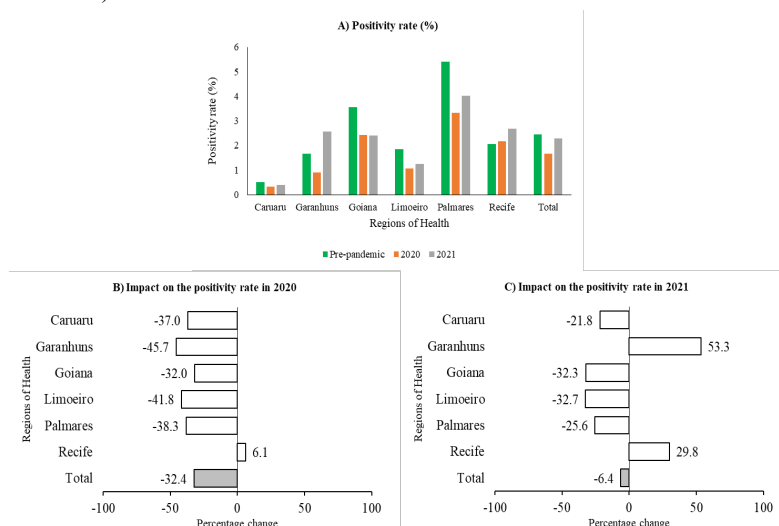 A) Positivity rate (%)
Positivity rate (%)
6
5
4
3
2
1
0
Caruaru Garanhuns Goiana Limoeiro Palmares Recife Total
Regions of Health
Pre-pandemic 2020 2021
B) Impact on the positivity rate in 2020
Regions of Health
Caruaru -37.0
Garanhuns -45.7
Goiana -32.0
Limoeiro -41.8
Palmares -38.3
Recife 6.1
Total -32.4
-100 -50 0 50 100
Percentage change
C) Impact on the positivity rate in 2021
Regions of Health
Caruaru -21.8
Garanhuns 53.3
Goiana -32.3
Limoeiro -32.7
Palmares -25.6
Recife 29.8
Total -6.4
-100 -50 0 50 100
Percentage change